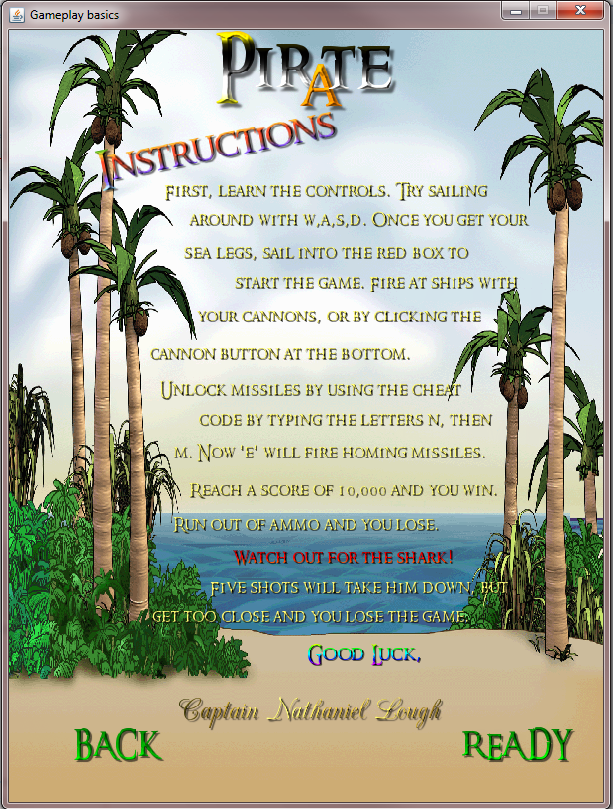 Gameplay basics
PIRATE
A
INSTRUCTIONS
FIRST, LEARN THE CONTROLS. TRY SAILING
AROUND WITH W,A,S,D. ONCE YOU GET YOUR
SEA LEGS, SAIL INTO THE RED BOX TO
START THE GAME. FIRE AT SHIPS WITH
YOUR CANNONS, OR BY CLICKING THE
CANNON BUTTON AT THE BOTTOM.
UNLOCK MISSILES BY USING THE CHEAT
CODE BY TYPING THE LETTERS N, THEN
M. NOW 'E' WILL FIRE HOMING MISSILES.
REACH A SCORE OF 10,000 AND YOU WIN.
RUN OUT OF AMMO AND YOU LOSE.
WATCH OUT FOR THE SHARK!
FIVE SHOTS WILL TAKE HIM DOWN, BUT
GET TOO CLOSE AND YOU LOSE THE GAME.
GOOD LUCK,
Captain Nathaniel Lough
BACK
READY